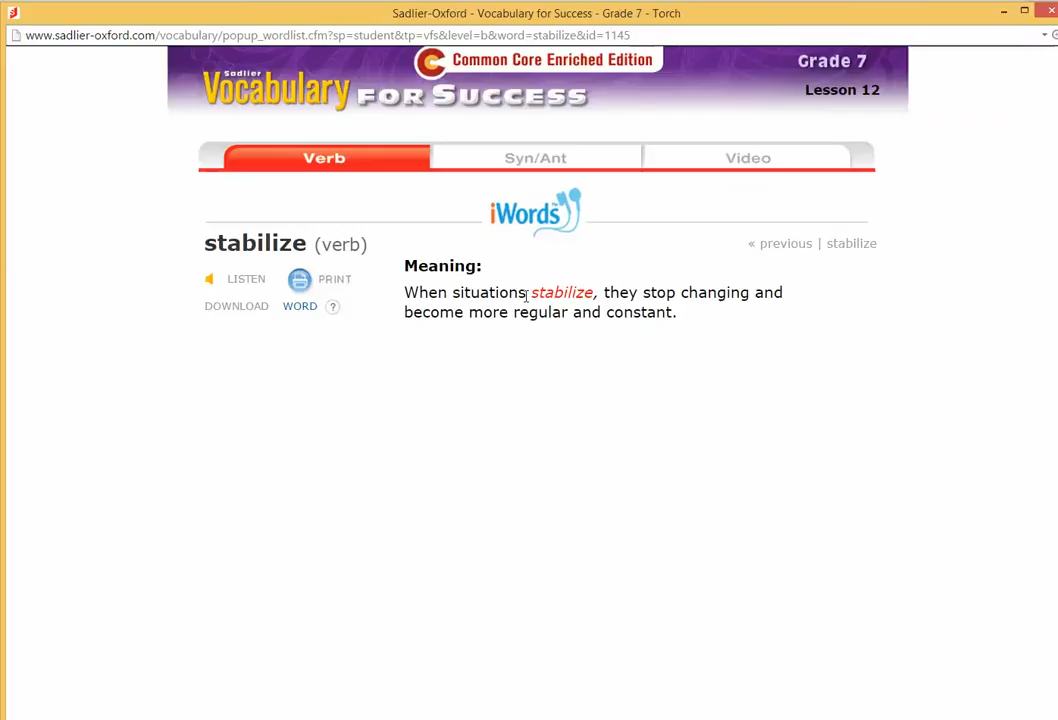 Sadlier-Oxford - Vocabulary for Success - Grade 7 - Torch
www.sadlier-oxford.com/vocabulary/popup_wordlist.cfm?sp=student&tp=vfs&level=b&word=stabilize&id=1145
C Common Core Enriched Edition
Grade 7
Sadlier
Vocabulary FOR SUCCESS
Lesson 12
Verb Syn/Ant Video
iWords™
stabilize (verb)
« previous | stabilize
LISTEN PRINT
DOWNLOAD WORD ?
Meaning:
When situations stabilize, they stop changing and
become more regular and constant.